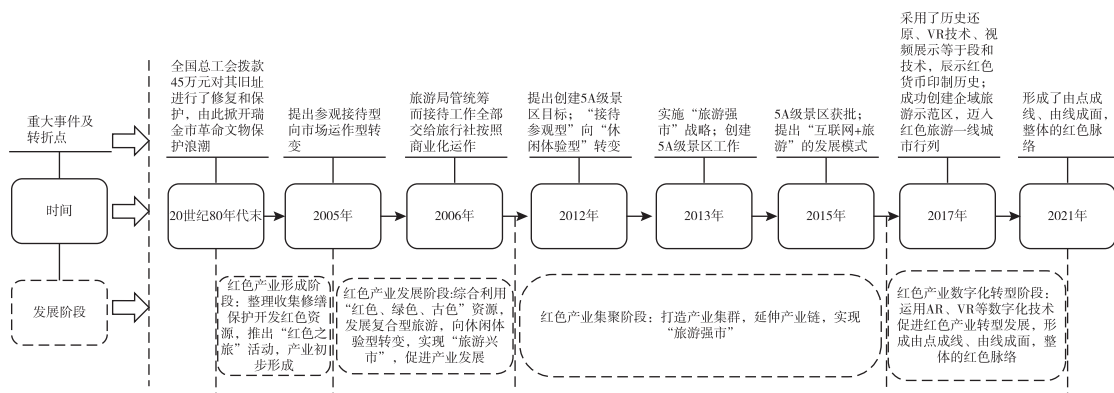 重大事件及
转折点
全国总工会拨款
45万元对其旧址
进行了修复和保
护，由此掀开瑞
金市革命文物保
护浪潮
提出参观接待型
向市场运作型转
变
旅游局管统筹
而接待工作全部
交给旅行社按照
商业化运作
提出创建5A级景
区目标；“接待
参观型”向“休
闲体验型”转变
实施“旅游强
市”战略；创建
5A级景区工作
5A级景区获批；
提出“互联网+旅
游”的发展模式
采用了历史还
原、VR技术、视
频展示等于段和
技术，辰示红色
货币印制历史；
成功创建企域旅
游示范区，迈入
红色旅游一线城
市行列
形成了由点成
线、由线成面，
整体的红色脉
络
时间
20世纪80年代末
2005年
2006年
2012年
2013年
2015年
2017年
2021年
发展阶段
红色产业形成阶
段；整理收集修缮
保护开发红色资
源，推出“红色之
旅”活动，产业初
步形成
红色产业发展阶段:综合利用
“红色、绿色、古色”资源，
发展复合型旅游，向休闲体
验型转变，实现“旅游兴
市”，促进产业发展
红色产业集聚阶段：打造产业集群，延伸产业链，实现
“旅游强市”
红色产业数字化转型阶段：
运用AR、VR等数字化技术
促进红色产业转型发展，形
成由点成线、由线成面，整
体的红色脉络